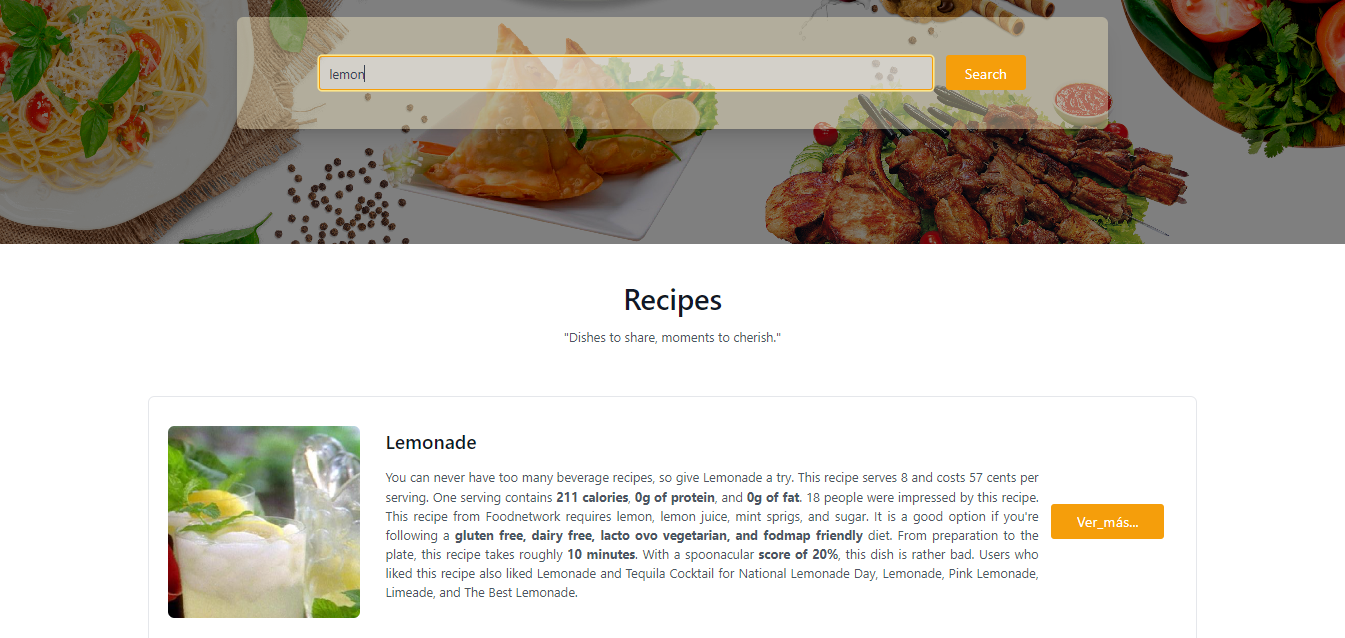 lemon
Search
Recipes
"Dishes to share, moments to cherish."
Lemonade
You can never have too many beverage recipes, so give Lemonade a try. This recipe serves 8 and costs 57 cents per
serving. One serving contains 211 calories, 0g of protein, and 0g of fat. 18 people were impressed by this recipe.
This recipe from Foodnetwork requires lemon, lemon juice, mint sprigs, and sugar. It is a good option if you're
following a gluten free, dairy free, lacto ovo vegetarian, and fodmap friendly diet. From preparation to the
plate, this recipe takes roughly 10 minutes. With a spoonacular score of 20%, this dish is rather bad. Users who
liked this recipe also liked Lemonade and Tequila Cocktail for National Lemonade Day, Lemonade, Pink Lemonade,
Limeade, and The Best Lemonade.
Ver_más...